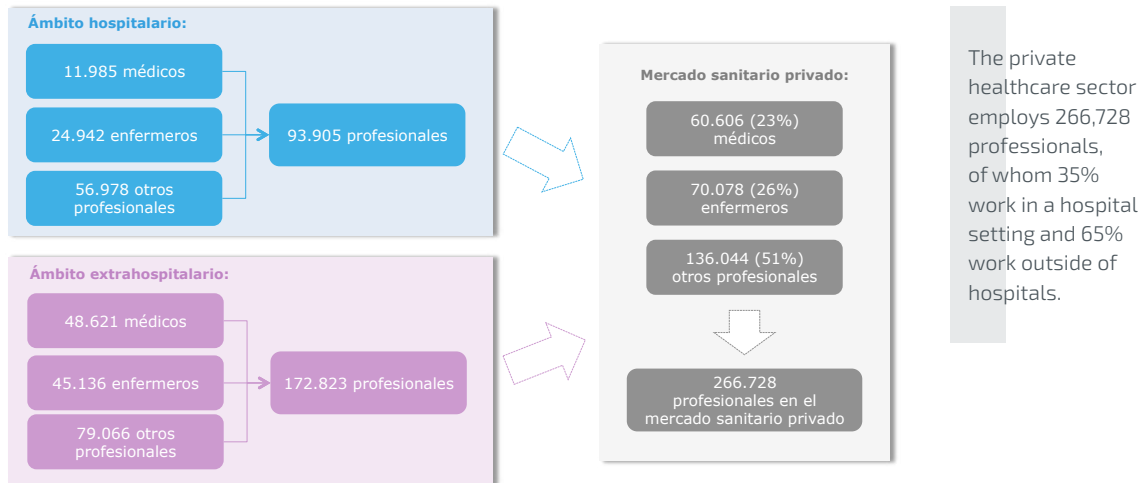 Ámbito hospitalario:
11.985 médicos
24.942 enfermeros
56.978 otros
profesionales
93.905 profesionales
Ámbito extrahospitalario:
48.621 médicos
45.136 enfermeros
79.066 otros
profesionales
172.823 profesionales
Mercado sanitario privado:
60.606 (23%)
médicos
70.078 (26%)
enfermeros
136.044 (51%)
otros profesionales
266.728
profesionales en el
mercado sanitario privado
The private
healthcare sector
employs 266,728
professionals,
of whom 35%
work in a hospital
setting and 65%
work outside of
hospitals.